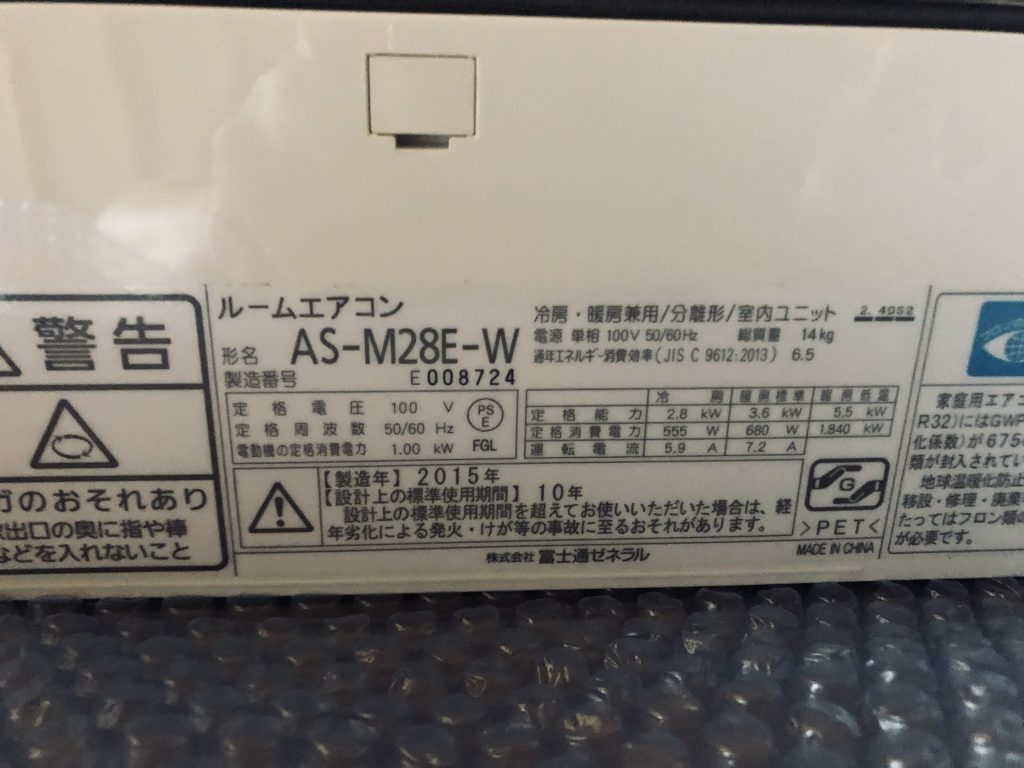 警告
ガのおそれあり
吹出口の奥に指や棒
などを入れないこと
ルームエアコン
形名 AS-M28E-W
製造番号 E008724
冷房・暖房兼用/分離形/室内ユニット 2.4DS2
電源 単相 100V 50/60Hz 総質量 14kg
通年エネルギー消費効率(JIS C 9612:2013) 6.5
定格電圧 100 V
定格周波数 50/60 Hz
電動機の定格消費電力 1.00 kW
PS
E
FGL
冷房 暖房標準 暖房低温
定格能力 2.8 kW 3.6 kW 5.5 kW
定格消費電力 555 W 680 W 1.840 kW
運転電流 5.9 A 7.2 A
【製造年】2015年
【設計上の標準使用期間】10年
設計上の標準使用期間を超えてお使いいただいた場合は、経
年劣化による発火・けが等の事故に至るおそれがあります。
G
>PET<
MADE IN CHINA
株式会社 富士通ゼネラル
家庭用エアコ
R32)にはGWP
化係数)が675
類が封入されてい
地球温暖化防止
移設・修理・廃棄
たってはフロン類の
が必要です。